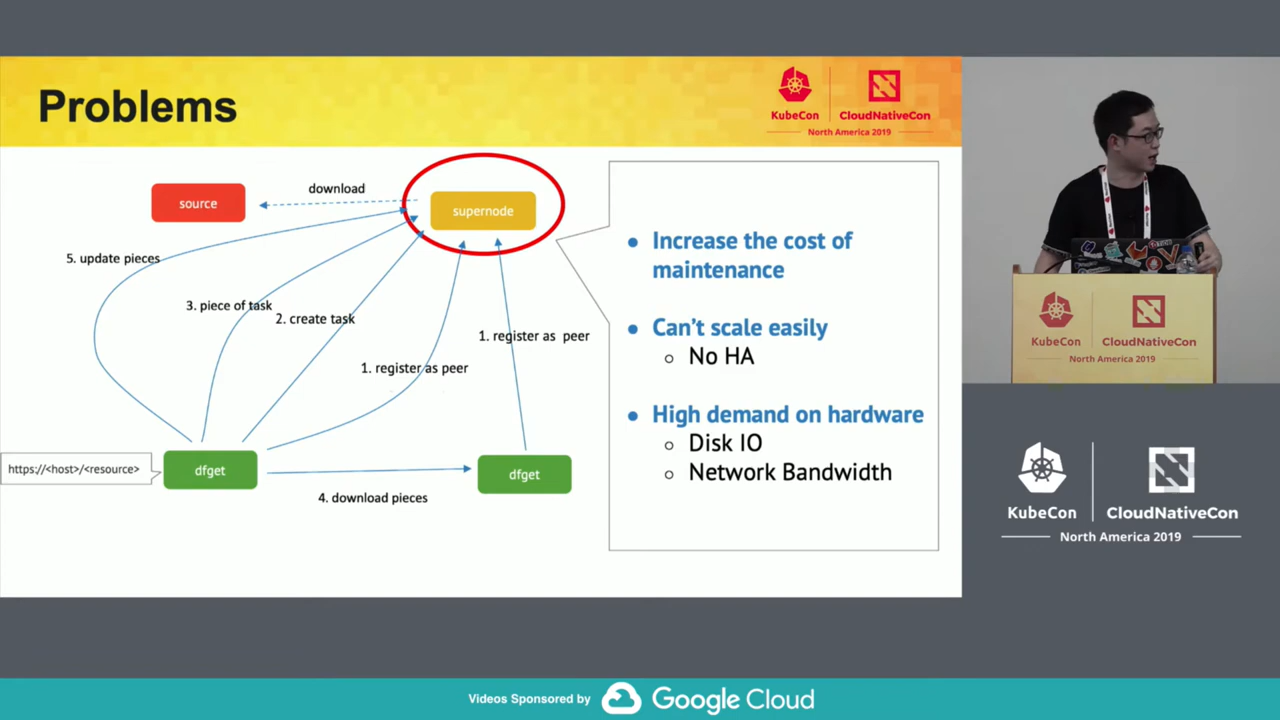 Problems
KubeCon
CloudNativeCon
North America 2019
source
download
supernode
5. update pieces
3. piece of task
2. create task
1. register as peer
1. register as peer
https://<host>/<resource>
dfget
dfget
4. download pieces
Increase the cost of
maintenance
Can't scale easily
No HA
High demand on hardware
Disk IO
Network Bandwidth
KubeCon
CloudNativeCon
North America 2019
KubeCon
CloudNativeCon
North America 2019
Videos Sponsored by Google Cloud